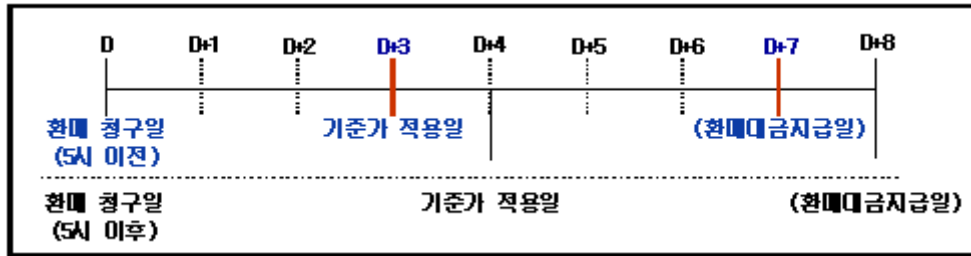 D D+1 D+2 D+3 D+4 D+5 D+6 D+7 D+8
환매 청구일 기준가 적용일 (환매대금지급일)
(5시 이전)
환매 청구일 기준가 적용일 (환매대금지급일)
(5시 이후)